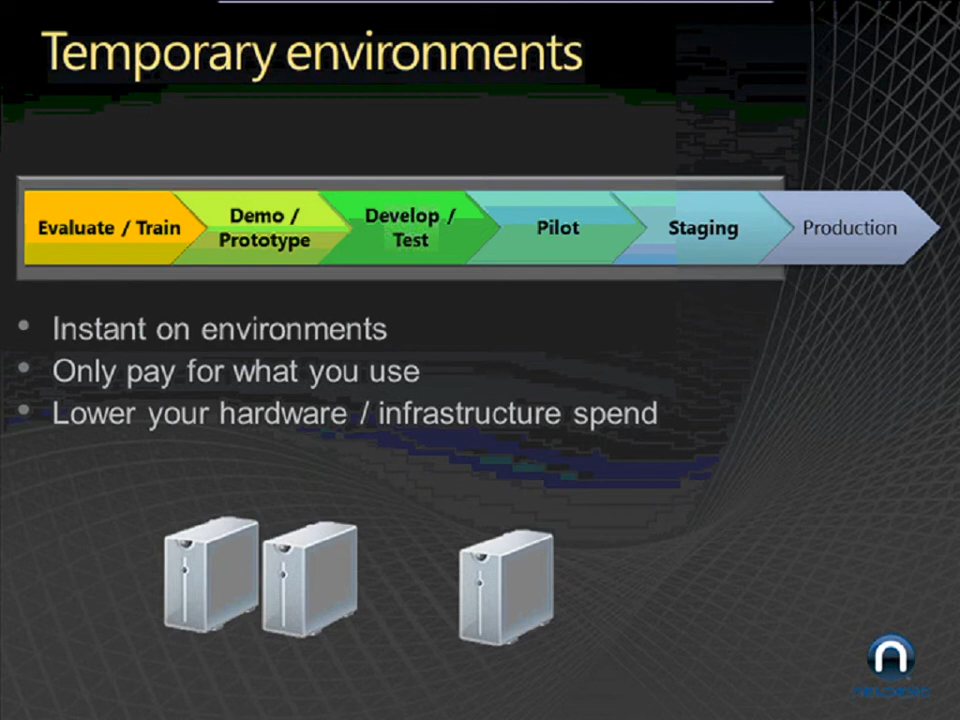 Temporary environments
Evaluate / Train
Demo /
Prototype
Develop /
Test
Pilot
Staging
Production
• Instant on environments
• Only pay for what you use
• Lower your hardware / infrastructure spend